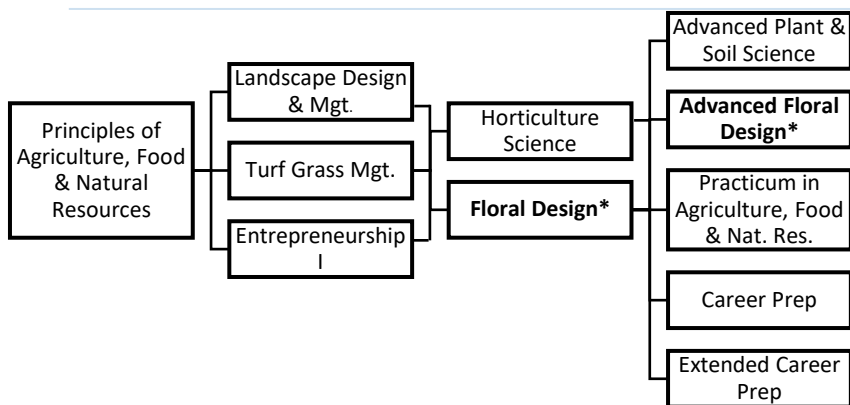 Principles of
Agriculture, Food
& Natural
Resources
Landscape Design
& Mgt.
Turf Grass Mgt.
Entrepreneurship
I
Horticulture
Science
Floral Design*
Advanced Plant &
Soil Science
Advanced Floral
Design*
Practicum in
Agriculture, Food
& Nat. Res.
Career Prep
Extended Career
Prep